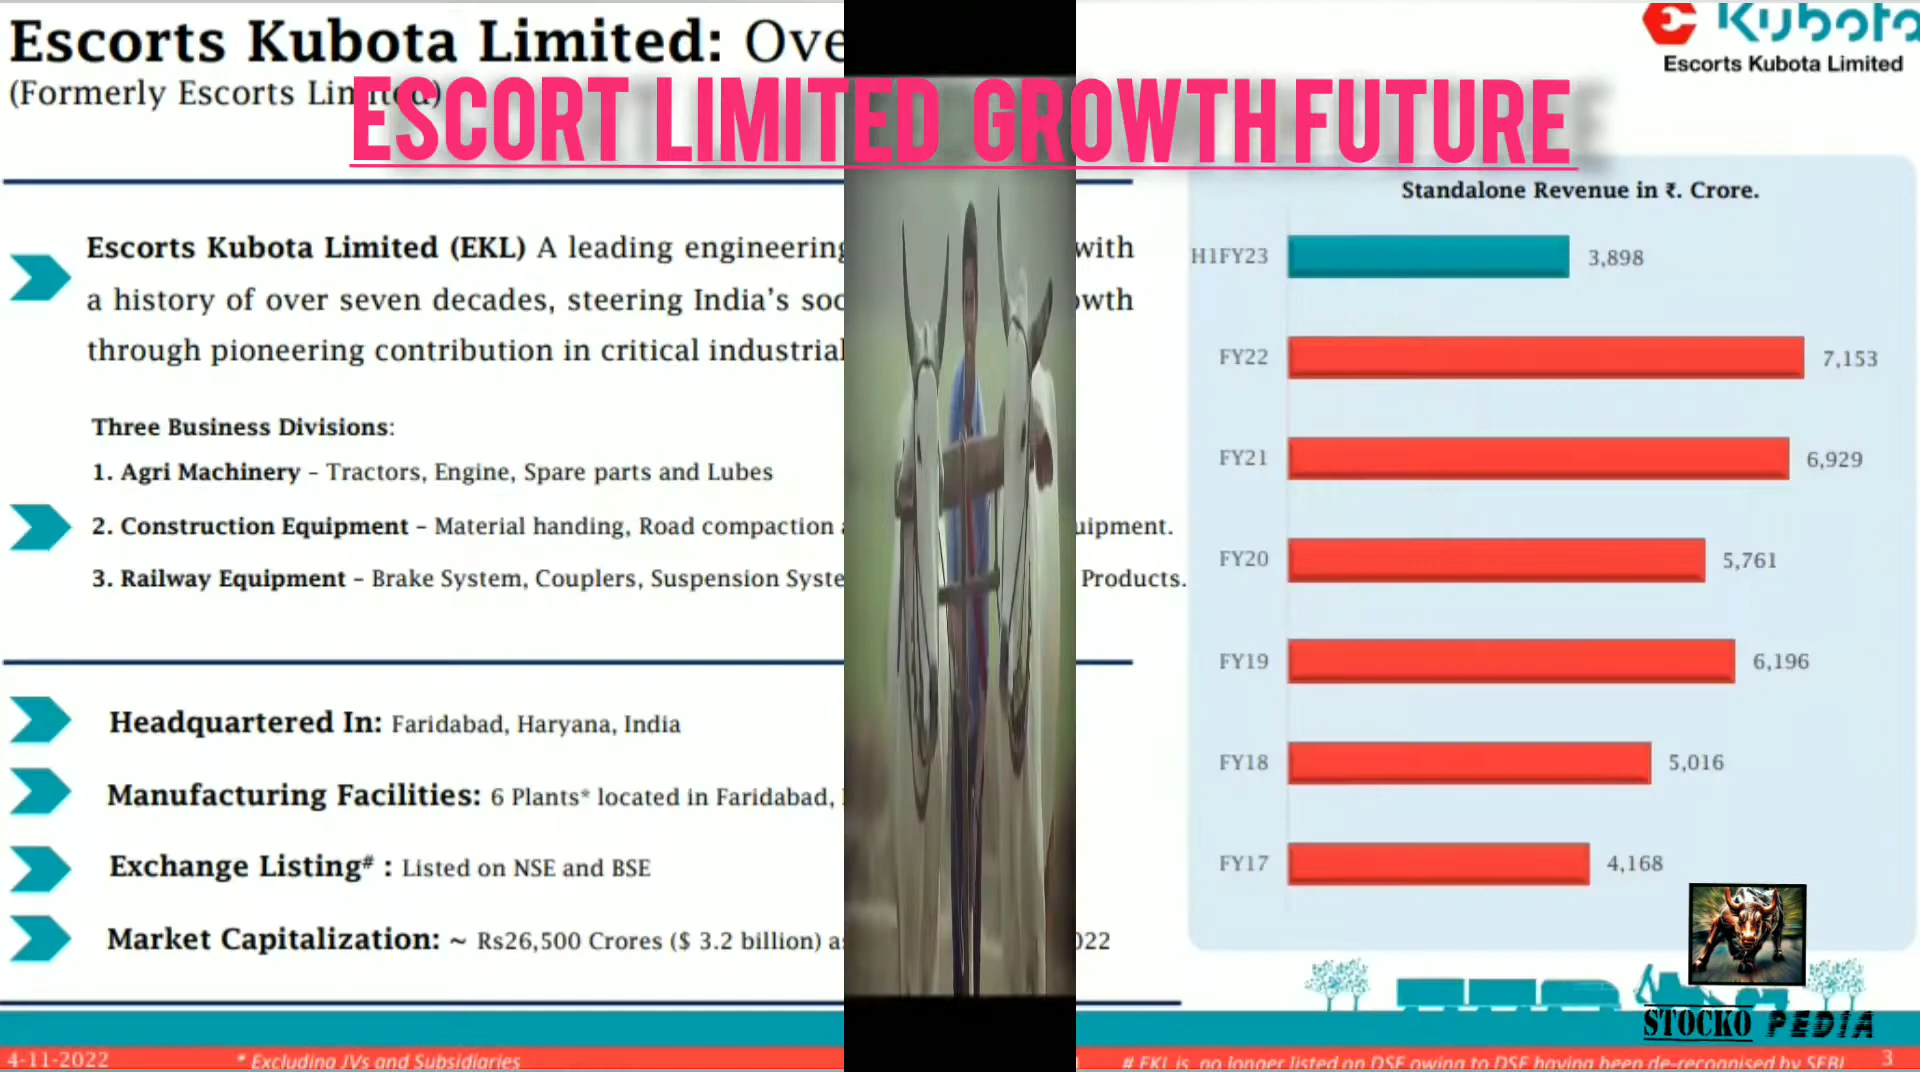 Escorts Kubota Limited: Ove
(Formerly Escorts Limited)
Kubota
Escorts Kubota Limited
ESCORT LIMITED GROWTH FUTURE
Escorts Kubota Limited (EKL) A leading engineering with
a history of over seven decades, steering India's soc owth
through pioneering contribution in critical industrial
Three Business Divisions:
1. Agri Machinery – Tractors, Engine, Spare parts and Lubes
2. Construction Equipment – Material handing, Road compaction uipment.
3. Railway Equipment – Brake System, Couplers, Suspension Syste Products.
Headquartered In: Faridabad, Haryana, India
Manufacturing Facilities: 6 Plants* located in Faridabad,
Exchange Listing# : Listed on NSE and BSE
Market Capitalization: ~ Rs26,500 Crores ($ 3.2 billion) a 022
Standalone Revenue in ₹. Crore.
H1FY23 3,898
FY22 7,153
FY21 6,929
FY20 5,761
FY19 6,196
FY18 5,016
FY17 4,168
STOCKO PEDIA
4-11-2022
* Excluding JVs and Subsidiaries
# EKL is no longer listed on DSE owing to DSE having been de-recognised by SEBI
3